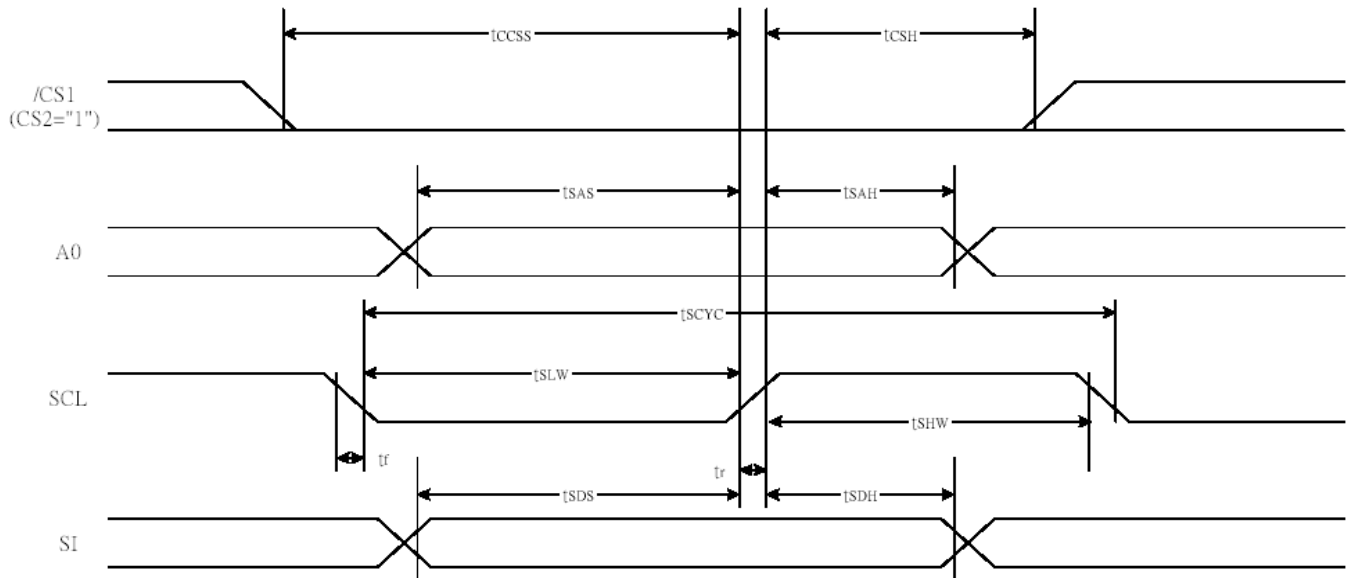 tCCSS
tCSH
/CS1
(CS2="1")
tSAS
tSAH
A0
tSCYC
tSLW
SCL
tSHW
tf
tr
tSDS
tSDH
SI